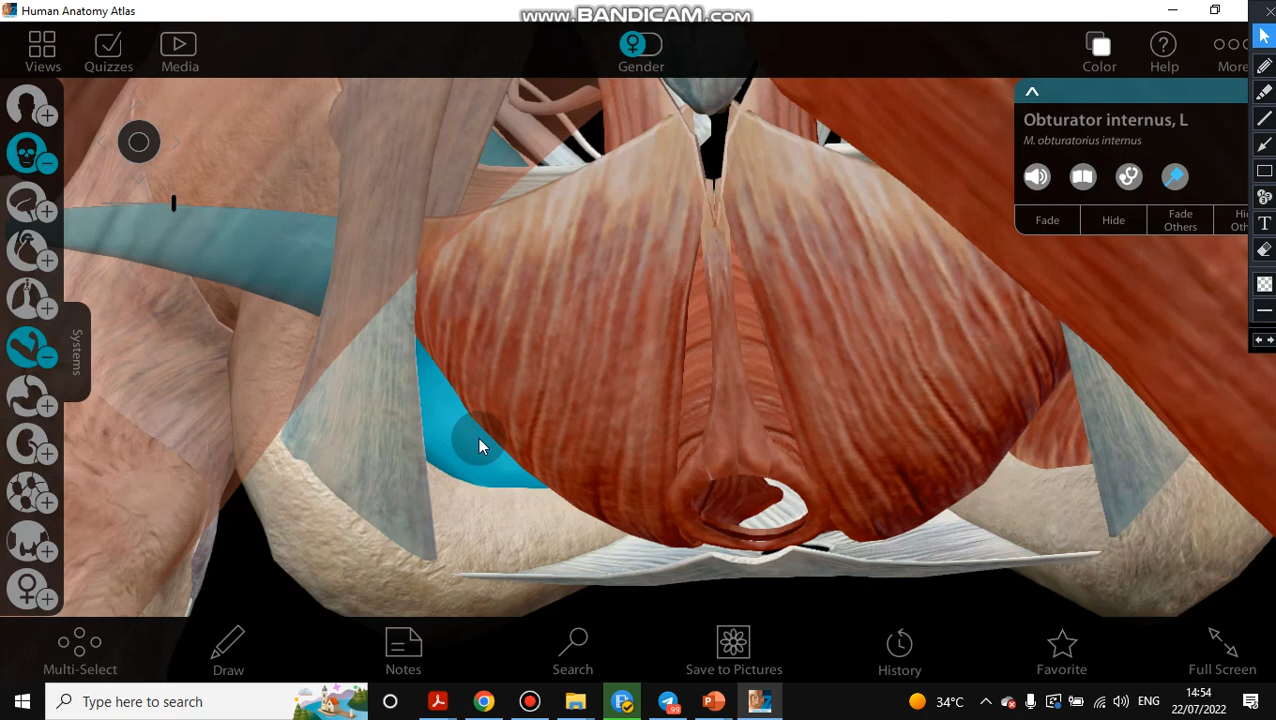 Human Anatomy Atlas
www.BANDICAM.com
Views
Quizzes
Media
Gender
Color
Help
More
Obturator internus, L
M. obturatorius internus
Fade
Hide
Fade
Others
Systems
T
Multi-Select
Draw
Notes
Search
Save to Pictures
History
Favorite
Full Screen
Type here to search
99
34°C
ENG
14:54
22/07/2022